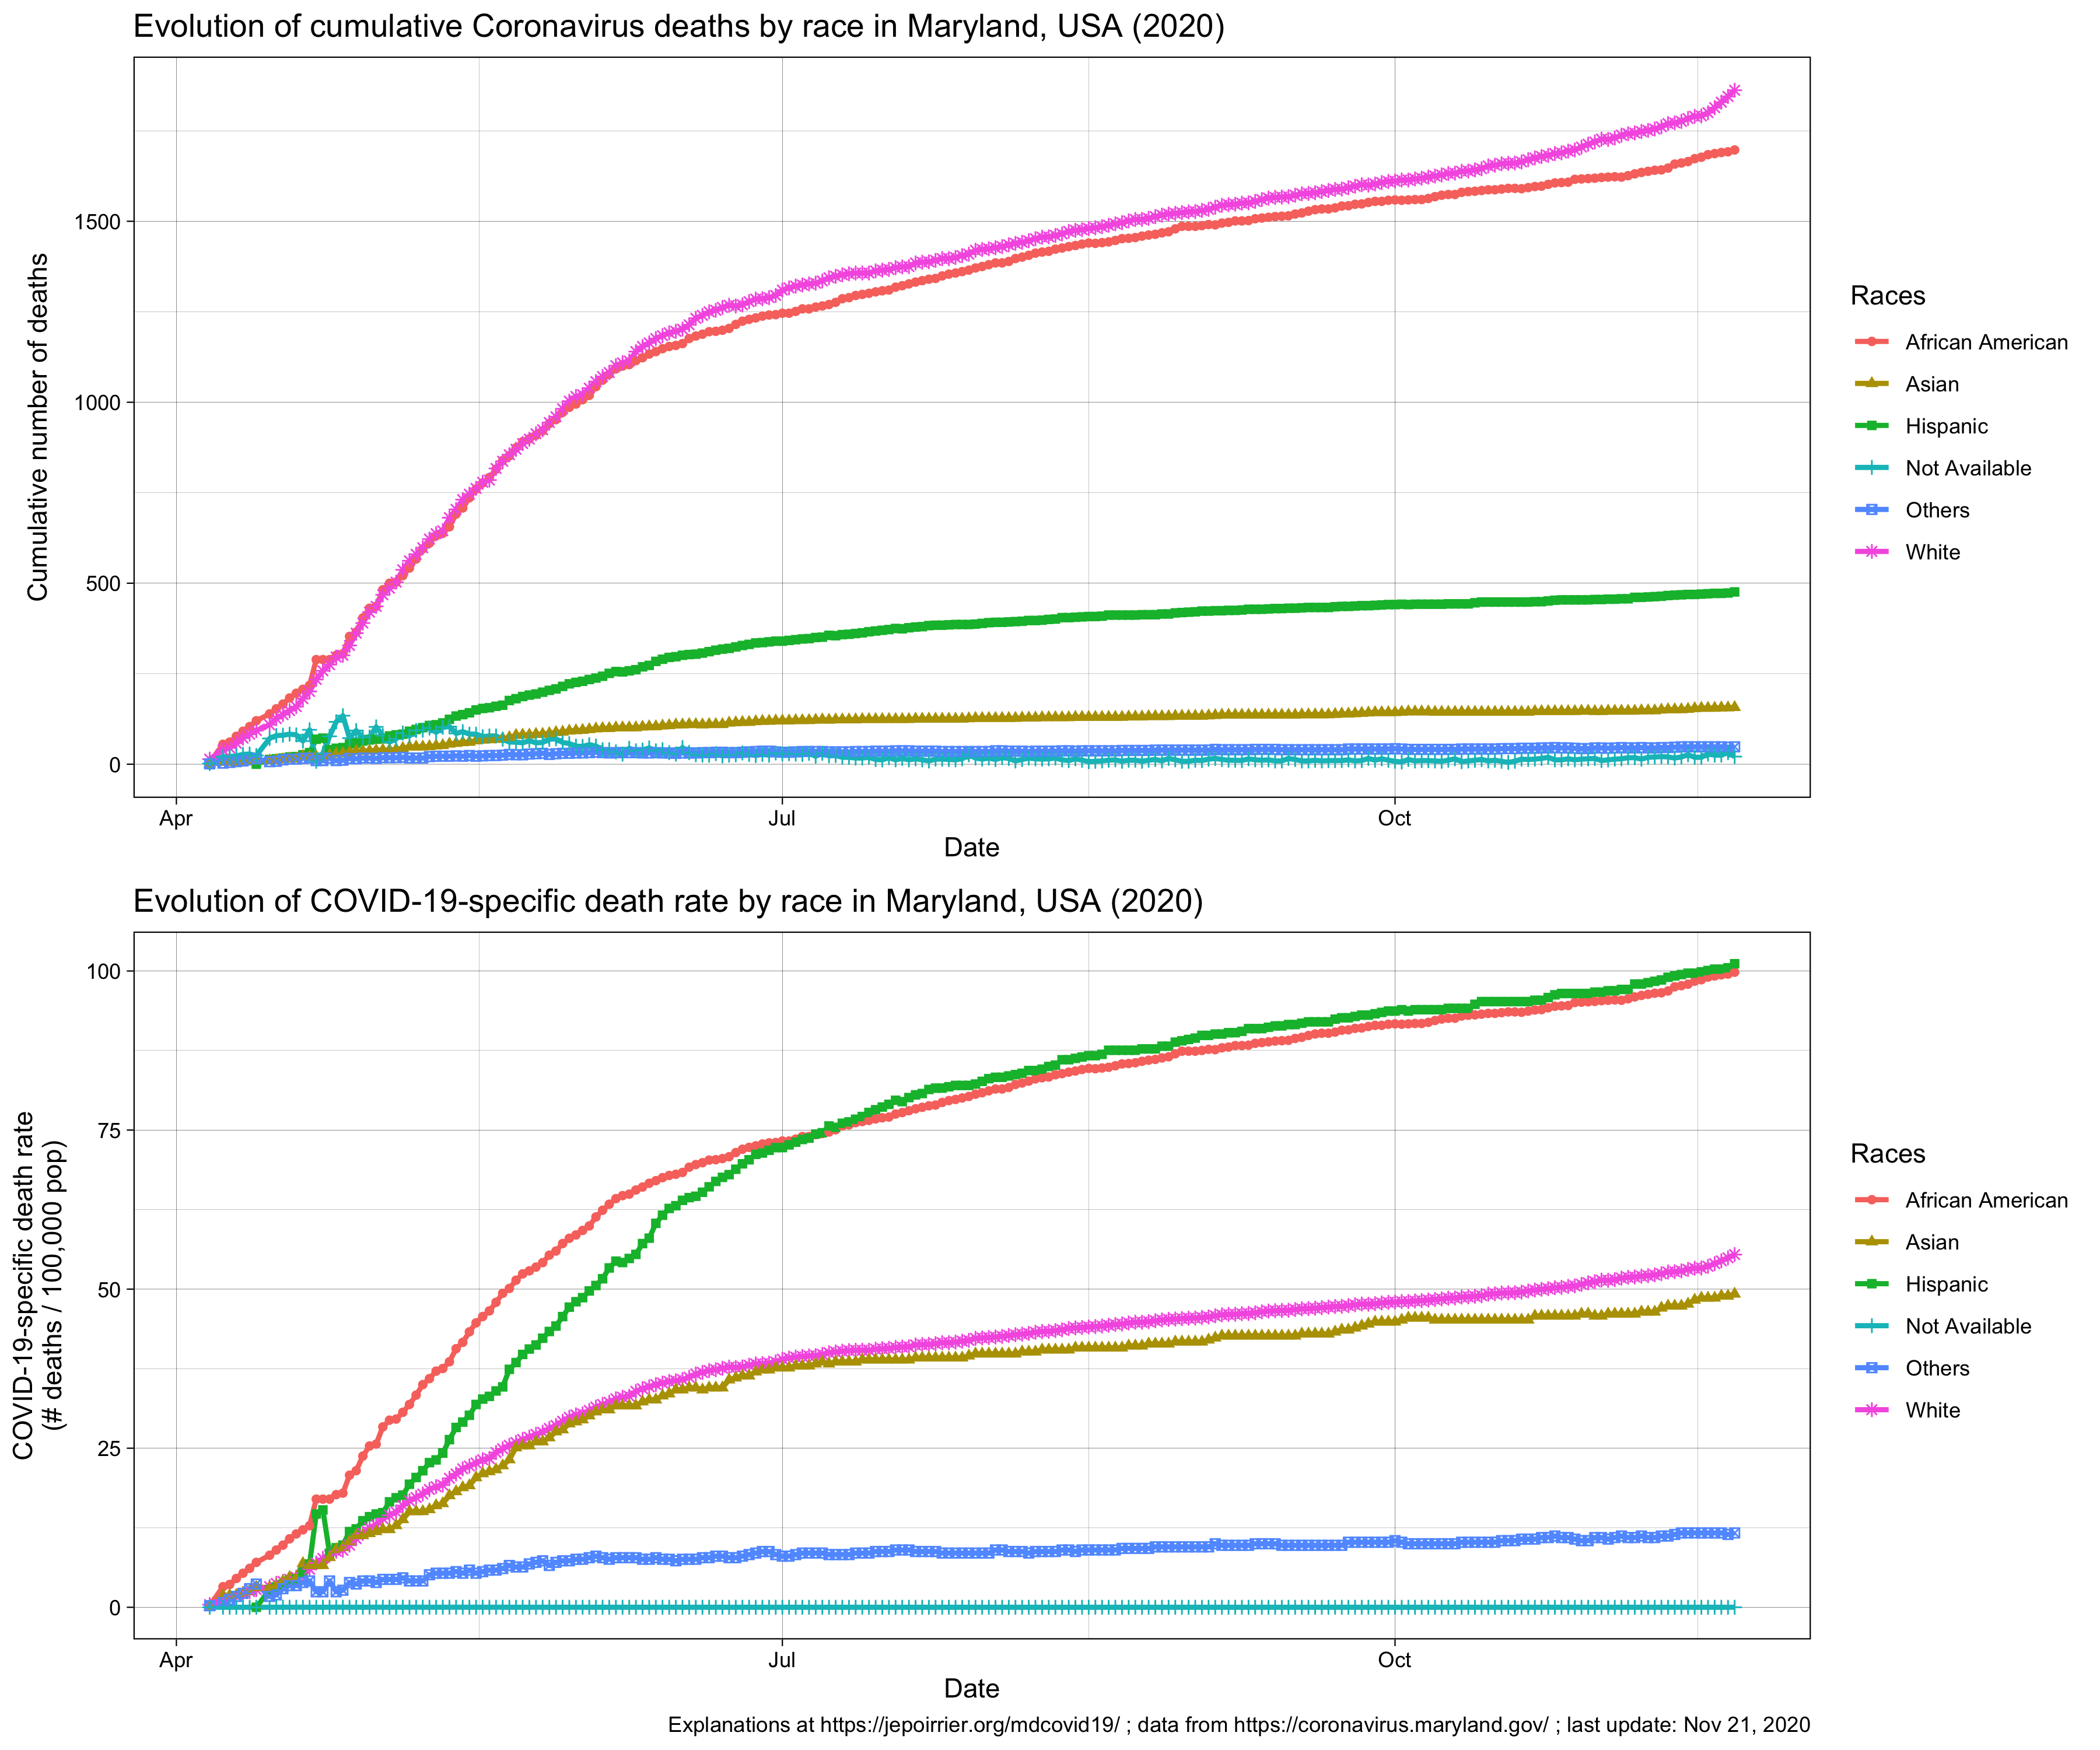 Evolution of cumulative Coronavirus deaths by race in Maryland, USA (2020)
Cumulative number of deaths
1500
1000
500
0
Apr
Jul
Oct
Date
Races
African American
Asian
Hispanic
Not Available
Others
White
Evolution of COVID-19-specific death rate by race in Maryland, USA (2020)
COVID-19-specific death rate
(# deaths / 100,000 pop)
100
75
50
25
0
Apr
Jul
Oct
Date
Races
African American
Asian
Hispanic
Not Available
Others
White
Explanations at https://jepoirrier.org/mdcovid19/ ; data from https://coronavirus.maryland.gov/ ; last update: Nov 21, 2020